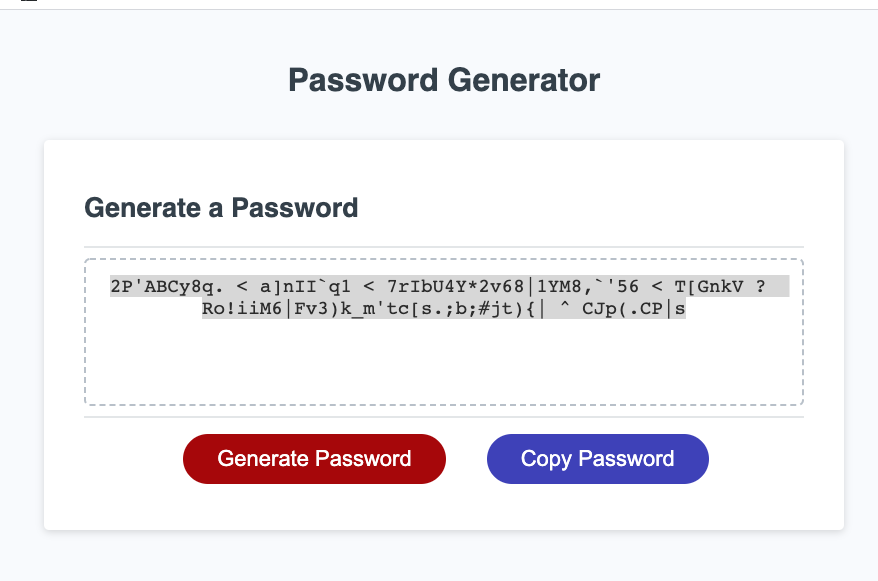 Password Generator
Generate a Password
2P'ABCy8q. < a]nII`q1 < 7rIbU4Y*2v68|1YM8,`'56 < T[GnkV ?
Ro!iiM6|Fv3)k_m'tc[s.;b;#jt){| ^ CJp(.CP|s
Generate Password
Copy Password